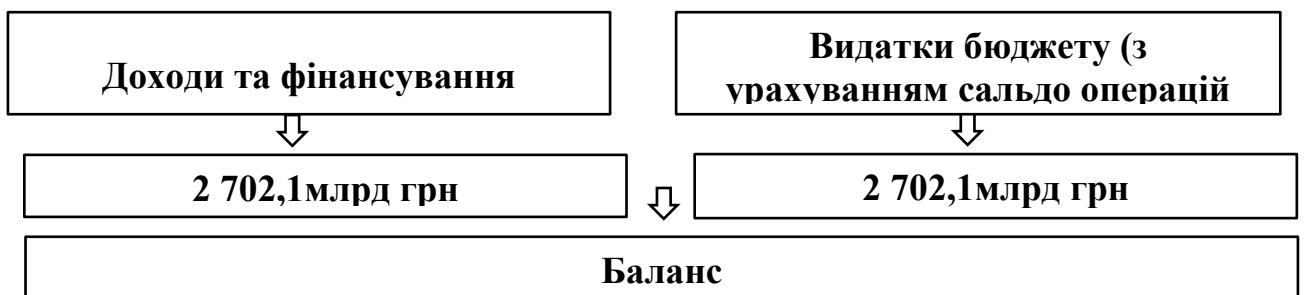 Доходи та фінансування
Видатки бюджету (з
урахуванням сальдо операцій
2 702,1млрд грн
2 702,1млрд грн
Баланс